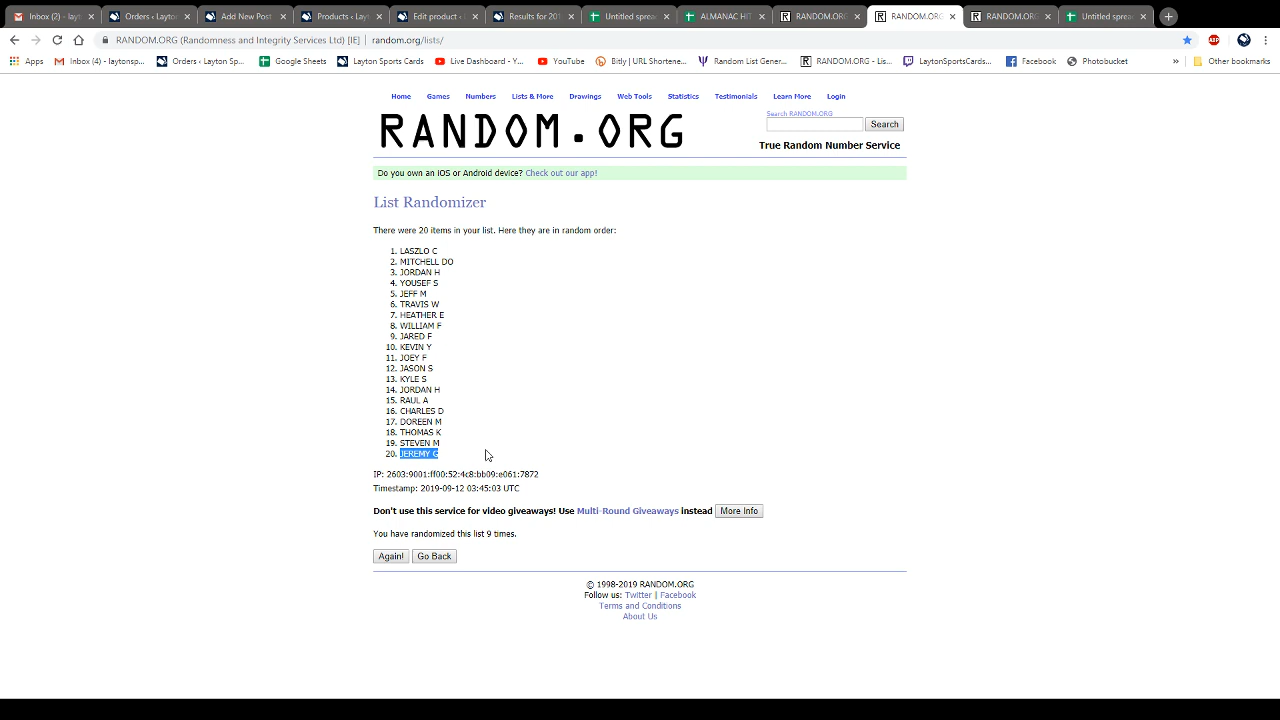 Inbox (4) - layt
Orders ‹ Layton
Add New Post
Products ‹ Layt
Edit product ‹
Results for 201
Untitled spread
ALMANAC HIT
RANDOM.ORG
RANDOM.ORG
RANDOM.ORG
Untitled spread
RANDOM.ORG (Randomness and Integrity Services Ltd) [IE] | random.org/lists/
Apps
Inbox (4) - laytonsp...
Orders ‹ Layton Sp...
Google Sheets
Layton Sports Cards
Live Dashboard - Y...
YouTube
Bitly | URL Shortene...
Random List Gener...
RANDOM.ORG - Lis...
LaytonSportsCards...
Facebook
Photobucket
»
Other bookmarks
Home Games Numbers Lists & More Drawings Web Tools Statistics Testimonials Learn More Login
RANDOM.ORG
Search RANDOM.ORG
Search
True Random Number Service
Do you own an iOS or Android device? Check out our app!
List Randomizer
There were 20 items in your list. Here they are in random order:
1. LASZLO C
2. MITCHELL DO
3. JORDAN H
4. YOUSEF S
5. JEFF M
6. TRAVIS W
7. HEATHER E
8. WILLIAM F
9. JARED F
10. KEVIN Y
11. JOEY F
12. JASON S
13. KYLE S
14. JORDAN H
15. RAUL A
16. CHARLES D
17. DOREEN M
18. THOMAS K
19. STEVEN M
20. JEREMY G
IP: 2603:9001:ff00:52:4c8:bb09:e061:7872
Timestamp: 2019-09-12 03:45:03 UTC
Don't use this service for video giveaways! Use Multi-Round Giveaways instead More Info
You have randomized this list 9 times.
Again! Go Back
© 1998-2019 RANDOM.ORG
Follow us: Twitter | Facebook
Terms and Conditions
About Us